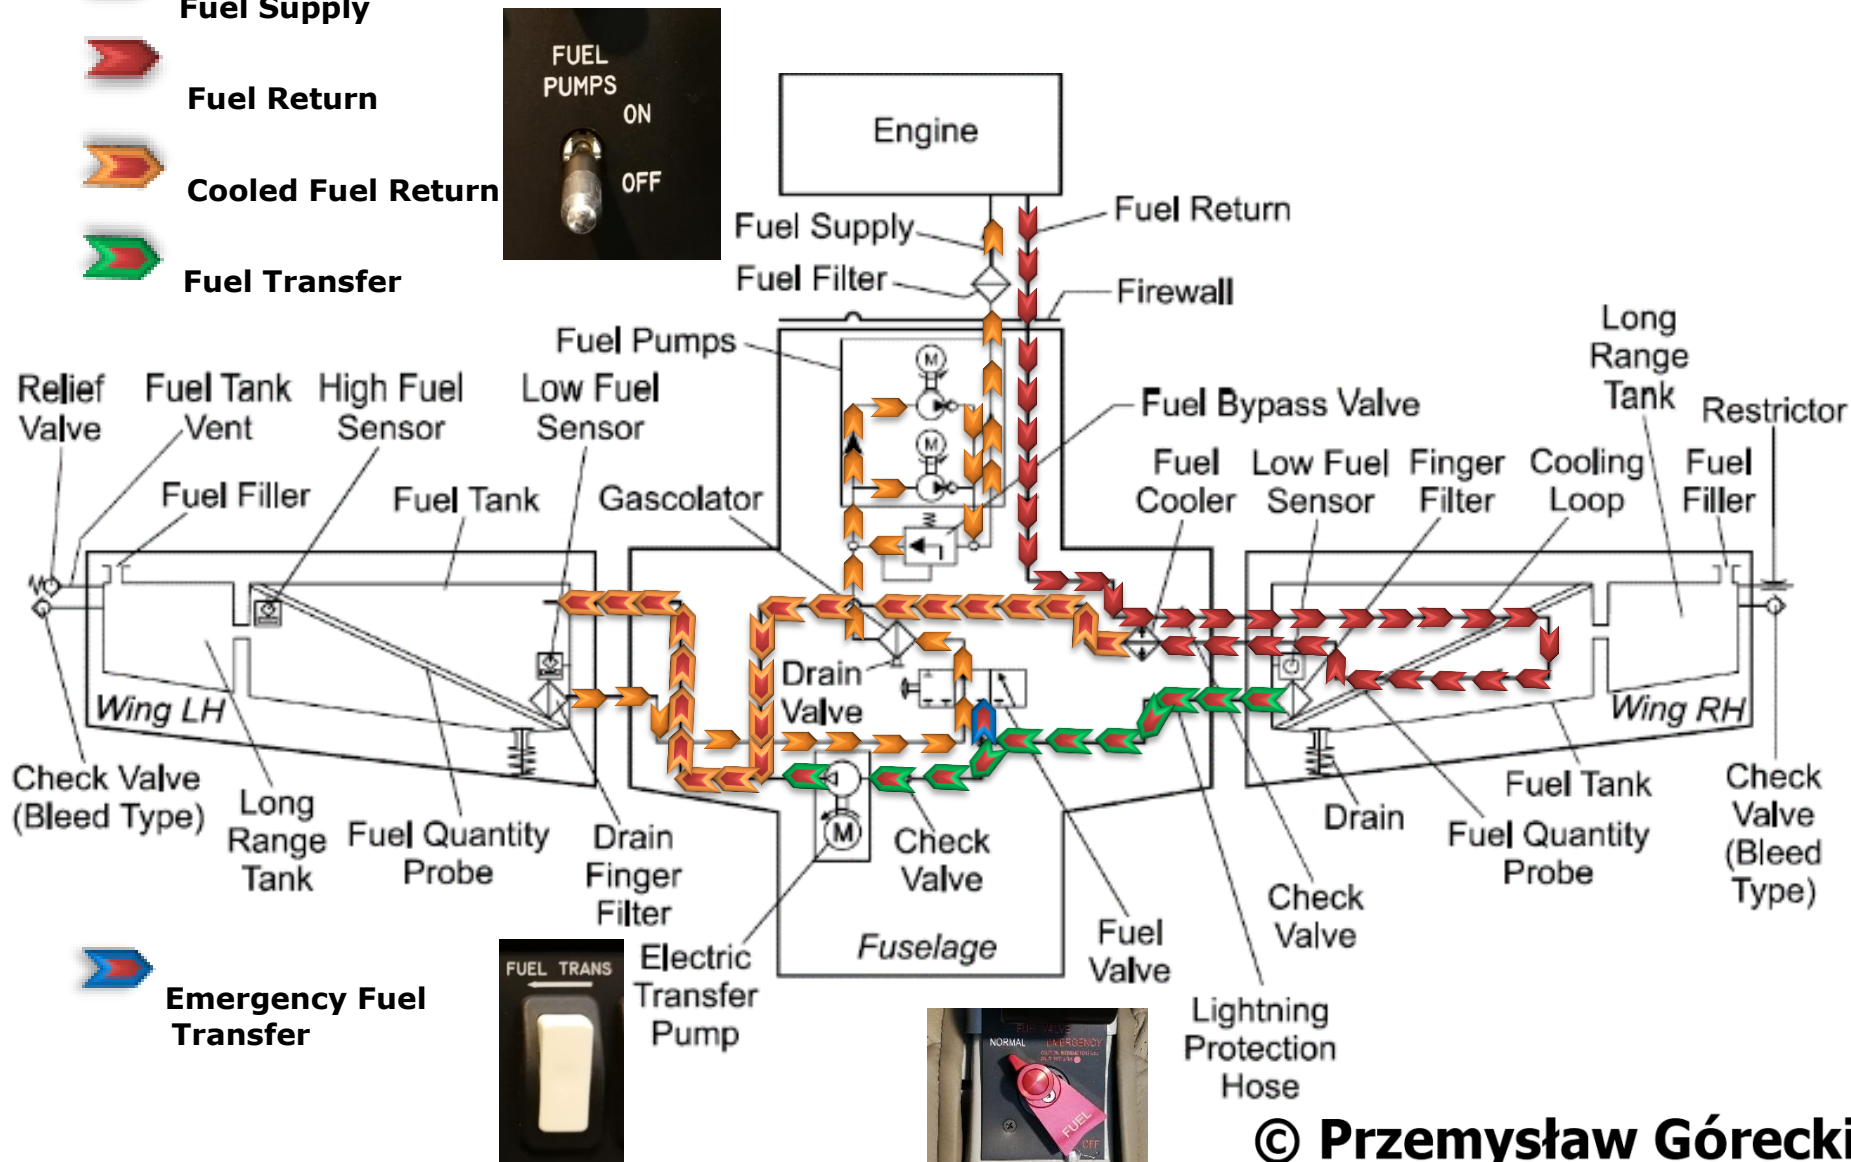 Fuel Supply
Fuel Return
Cooled Fuel Return
Fuel Transfer
FUEL
PUMPS
ON
OFF
Engine
Fuel Supply
Fuel Return
Fuel Filter
Firewall
Fuel Pumps
Long
Range
Tank
Relief
Valve
Fuel Tank
Vent
High Fuel
Sensor
Low Fuel
Sensor
Fuel Bypass Valve
Restrictor
Fuel Filler
Fuel Tank
Gascolator
Fuel
Cooler
Low Fuel
Sensor
Finger
Filter
Cooling
Loop
Fuel
Filler
M
M
Drain
Valve
Wing LH
Wing RH
Check Valve
(Bleed Type)
Long
Range
Tank
Fuel Quantity
Probe
Drain
Finger
Filter
M
Check
Valve
Drain
Fuel Tank
Fuel Quantity
Probe
Check
Valve
(Bleed
Type)
Check
Valve
Fuel
Valve
Fuselage
Electric
Transfer
Pump
Lightning
Protection
Hose
Emergency Fuel
Transfer
FUEL TRANS
FUEL VALVE
NORMAL
EMERGENCY
FUEL
OFF
© Przemysław Górecki